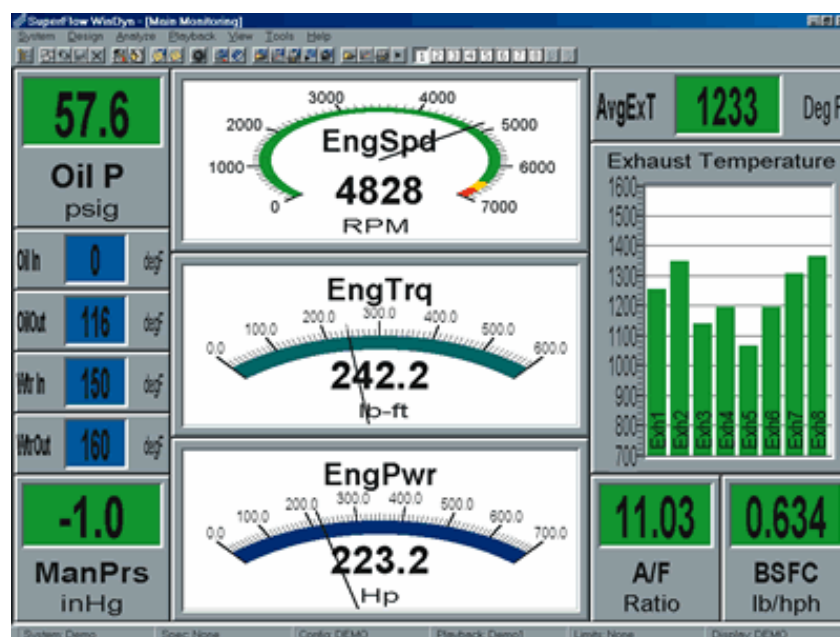 SuperFlow WinDyn - [Main Monitoring]
System Design Analyze Playback View Tools Help
1 2 3 4 5 6 7 8
57.6
Oil P
psig
Oil In 0 degF
OilOut 116 degF
Wtr In 150 degF
WtrOut 160 degF
-1.0
ManPrs
inHg
0 1000 2000 3000 4000 5000 6000 7000
EngSpd
4828
RPM
EngTrq
0.0 100.0 200.0 300.0 400.0 500.0 600.0
242.2
lb-ft
EngPwr
0.0 100.0 200.0 300.0 400.0 500.0 600.0 700.0
223.2
Hp
AvgExT 1233 Deg F
Exhaust Temperature
1600
1500
1400
1300
1200
1100
1000
900
800
700
Exh1 Exh2 Exh3 Exh4 Exh5 Exh6 Exh7 Exh8
11.03
A/F
Ratio
0.634
BSFC
lb/hph
System: Demo Spec: None Config: DEMO Playback: Demo1 Limits: None Display: DEMO